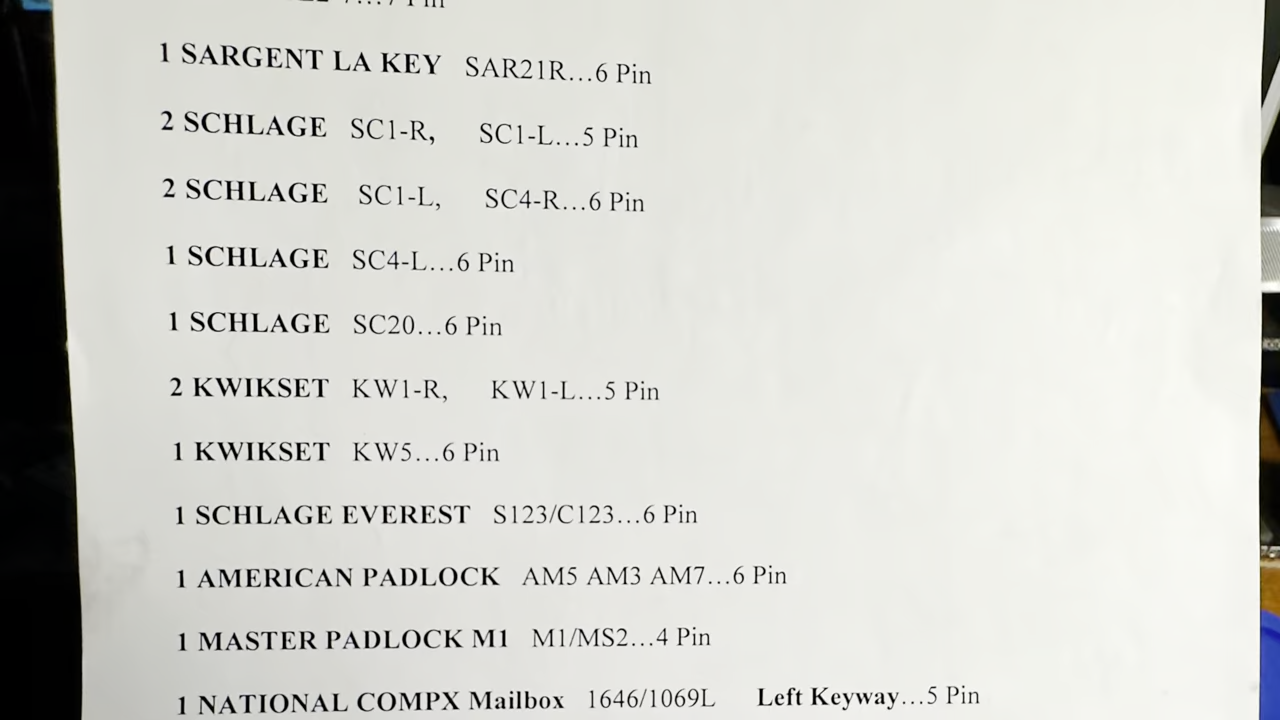 7 Pin
1 SARGENT LA KEY SAR21R...6 Pin
2 SCHLAGE SC1-R, SC1-L...5 Pin
2 SCHLAGE SC1-L, SC4-R...6 Pin
1 SCHLAGE SC4-L...6 Pin
1 SCHLAGE SC20...6 Pin
2 KWIKSET KW1-R, KW1-L...5 Pin
1 KWIKSET KW5...6 Pin
1 SCHLAGE EVEREST S123/C123...6 Pin
1 AMERICAN PADLOCK AM5 AM3 AM7...6 Pin
1 MASTER PADLOCK M1 M1/MS2...4 Pin
1 NATIONAL COMPX Mailbox 1646/1069L Left Keyway...5 Pin